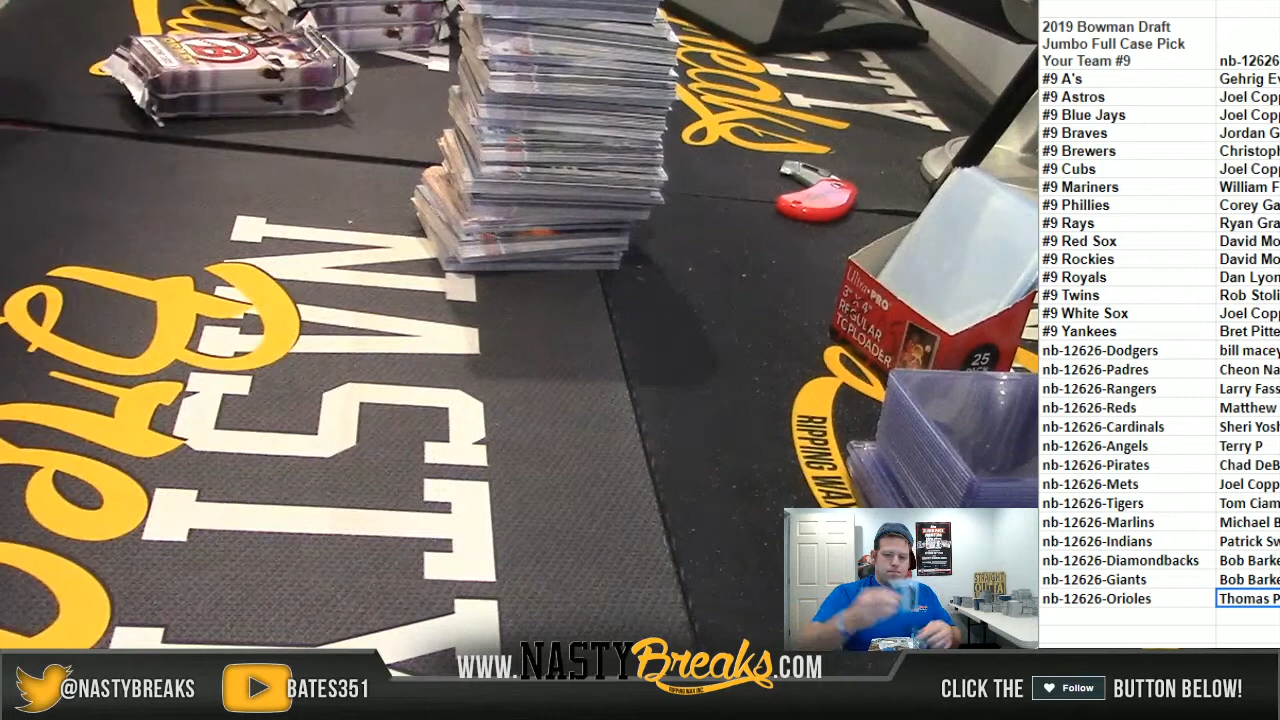 2019 Bowman Draft
Jumbo Full Case Pick
Your Team #9 nb-12626
#9 A's Gehrig Ev
#9 Astros Joel Copp
#9 Blue Jays Joel Copp
#9 Braves Jordan G
#9 Brewers Christoph
#9 Cubs Joel Copp
#9 Mariners William F
#9 Phillies Corey Ga
#9 Rays Ryan Gra
#9 Red Sox David Mo
#9 Rockies David Mo
#9 Royals Dan Lyon
#9 Twins Rob Stoli
#9 White Sox Joel Copp
#9 Yankees Bret Pitte
nb-12626-Dodgers bill macey
nb-12626-Padres Cheon Na
nb-12626-Rangers Larry Fass
nb-12626-Reds Matthew
nb-12626-Cardinals Sheri Yosh
nb-12626-Angels Terry P
nb-12626-Pirates Chad DeB
nb-12626-Mets Joel Copp
nb-12626-Tigers Tom Ciam
nb-12626-Marlins Michael B
nb-12626-Indians Patrick Sw
nb-12626-Diamondbacks Bob Barke
nb-12626-Giants Bob Barke
nb-12626-Orioles Thomas P
Ultra·PRO
3" X 4"
REGULAR
TOPLOADER
25
RIPPING WAX
NASTY
Breaks
STRAIGHT
OUTTA
@NASTYBREAKS
BATES351
WWW.NASTYBreaks.COM
RIPPING WAX INC
CLICK THE Follow BUTTON BELOW!